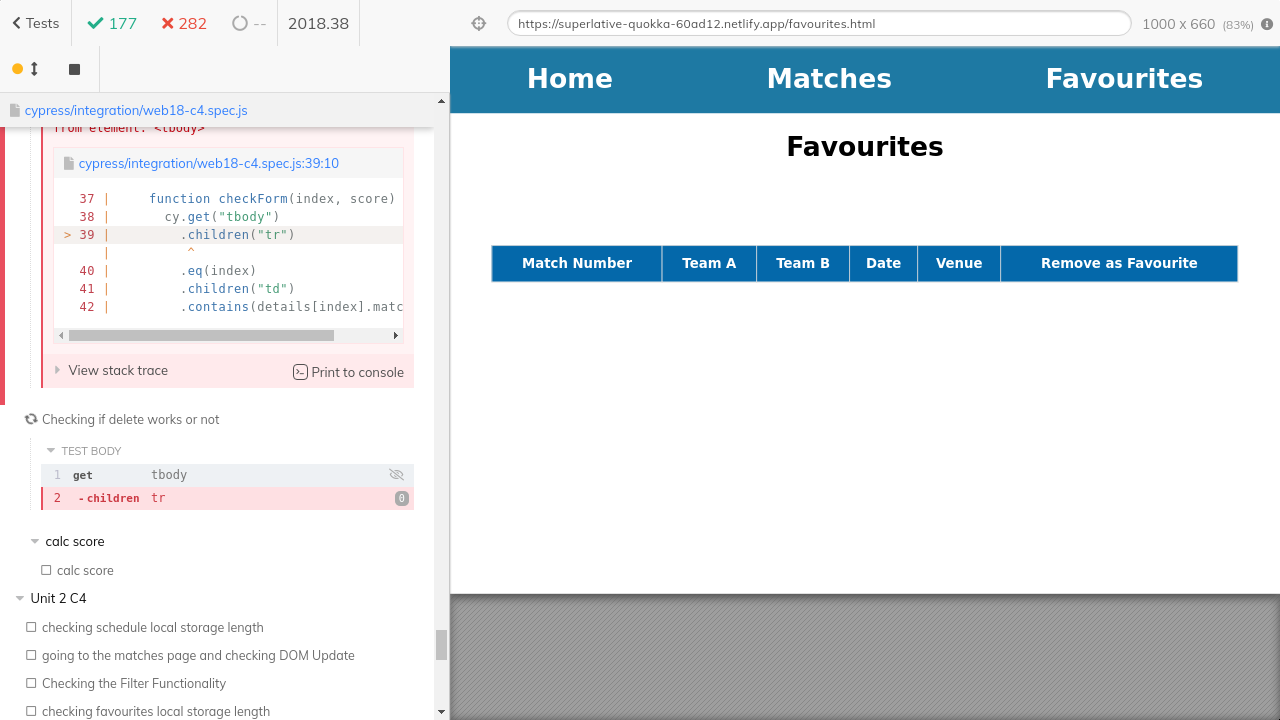 Tests
177
282
--
2018.38
https://superlative-quokka-60ad12.netlify.app/favourites.html
1000 x 660 (83%)
cypress/integration/web18-c4.spec.js
from element: <tbody>
cypress/integration/web18-c4.spec.js:39:10
37 | function checkForm(index, score)
38 | cy.get("tbody")
> 39 | .children("tr")
| ^
40 | .eq(index)
41 | .children("td")
42 | .contains(details[index].matc
View stack trace
Print to console
Checking if delete works or not
TEST BODY
1 get tbody
2 -children tr 0
calc score
calc score
Unit 2 C4
checking schedule local storage length
going to the matches page and checking DOM Update
Checking the Filter Functionality
checking favourites local storage length
Home Matches Favourites
Favourites
Match Number Team A Team B Date Venue Remove as Favourite